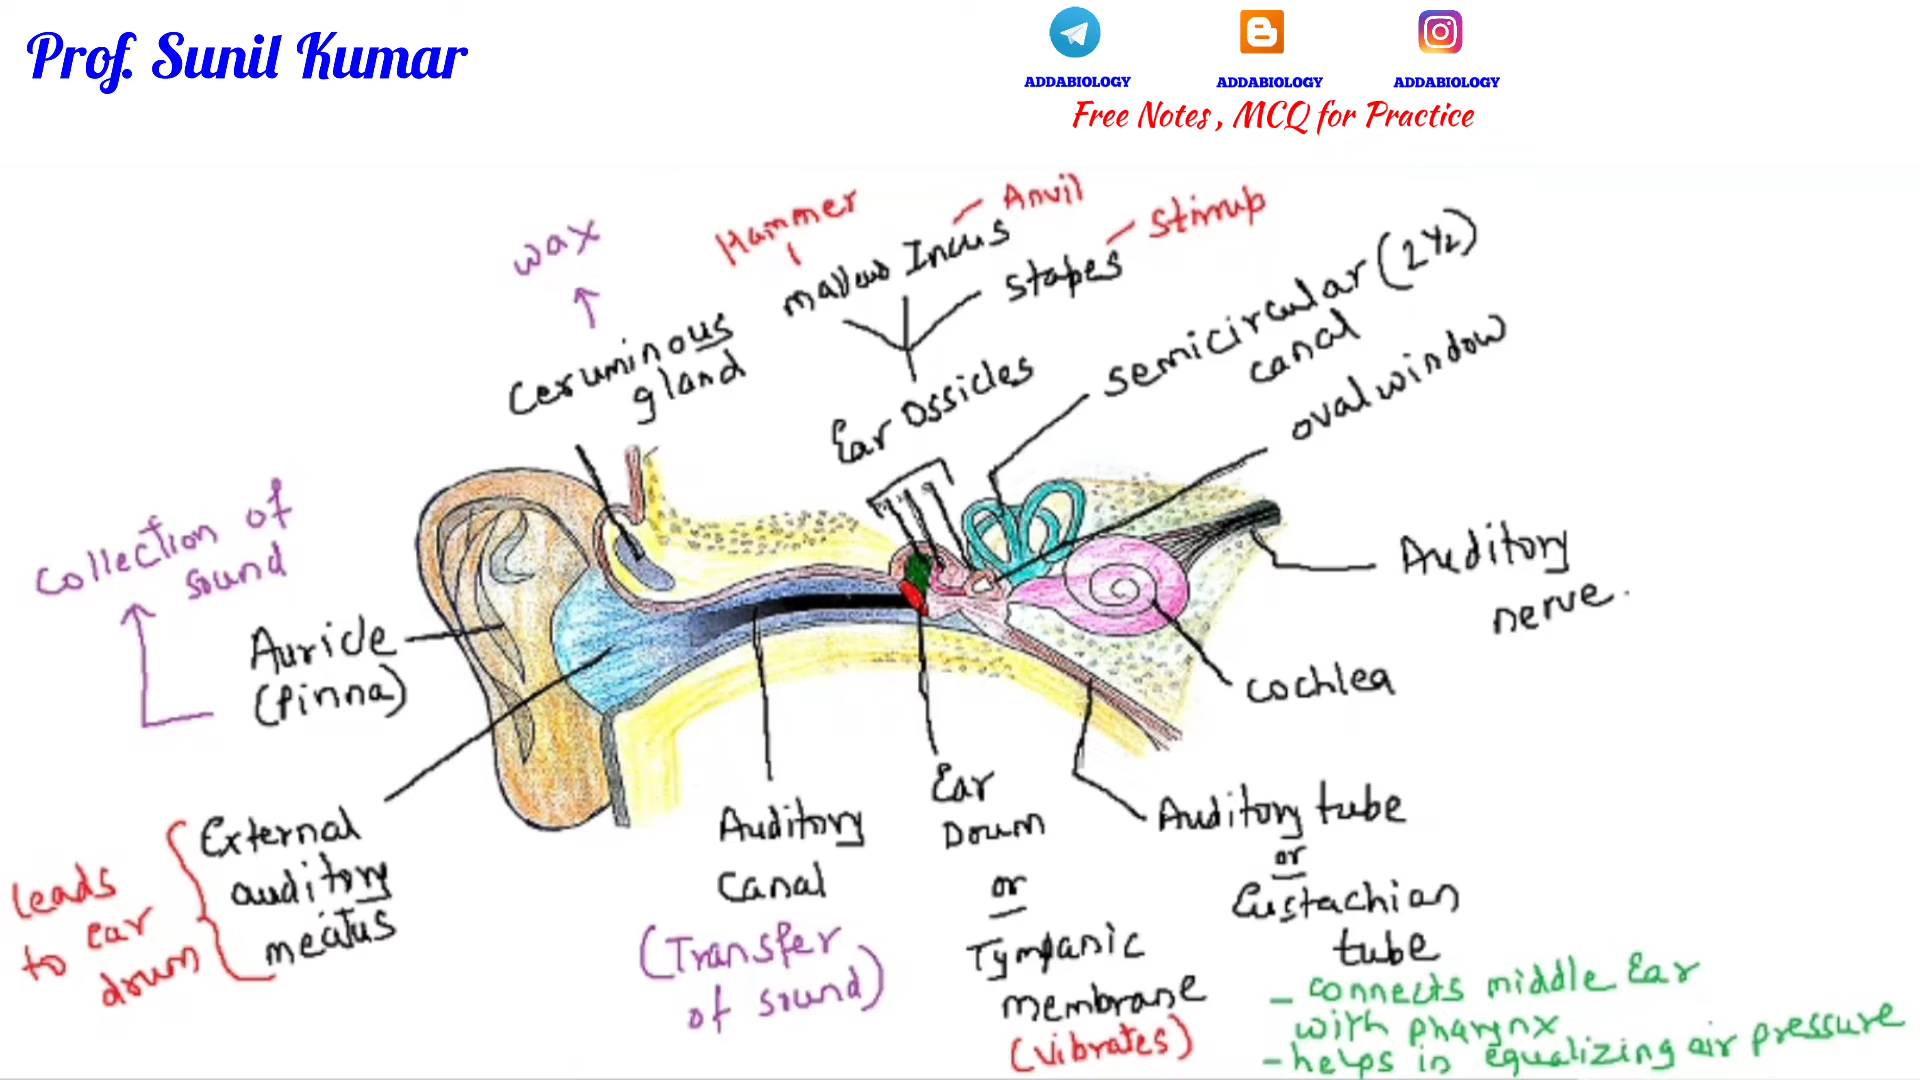 Prof. Sunil Kumar
ADDABIOLOGY
ADDABIOLOGY
ADDABIOLOGY
Free Notes , MCQ for Practice
wax
Hammer
Anvil
Stirrup
Malleus Incus
Stapes
Ceruminous
gland
Ear Ossicles
Semicircular (2 1/2)
canal
oval window
Collection of
sound
Auricle
(Pinna)
Auditory
nerve.
cochlea
External
auditory
meatus
leads
to ear
drum
Auditory
Canal
(Transfer
of sound)
Ear
Drum
or
Tympanic
membrane
(vibrates)
Auditory tube
or
Eustachian
tube
- connects middle Ear
with pharynx
- helps in equalizing air pressure